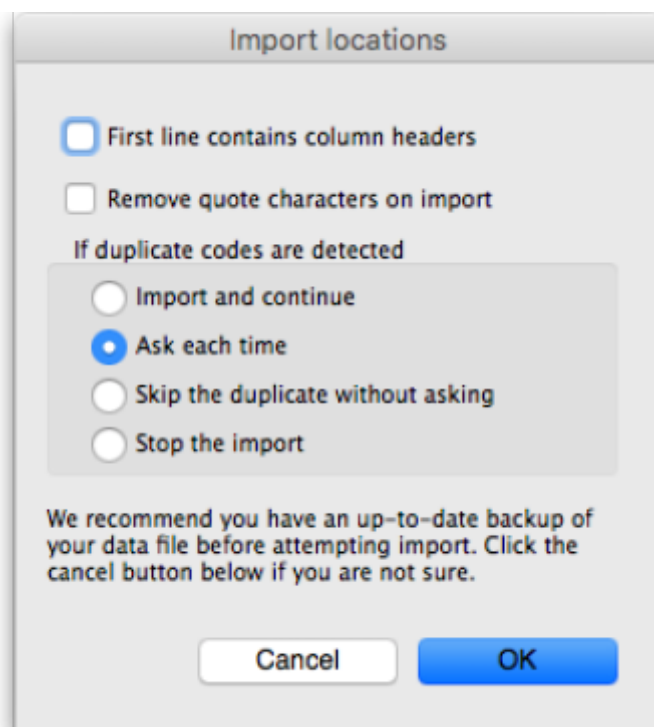 Import locations
First line contains column headers
Remove quote characters on import
If duplicate codes are detected
Import and continue
Ask each time
Skip the duplicate without asking
Stop the import
We recommend you have an up-to-date backup of
your data file before attempting import. Click the
cancel button below if you are not sure.
Cancel OK